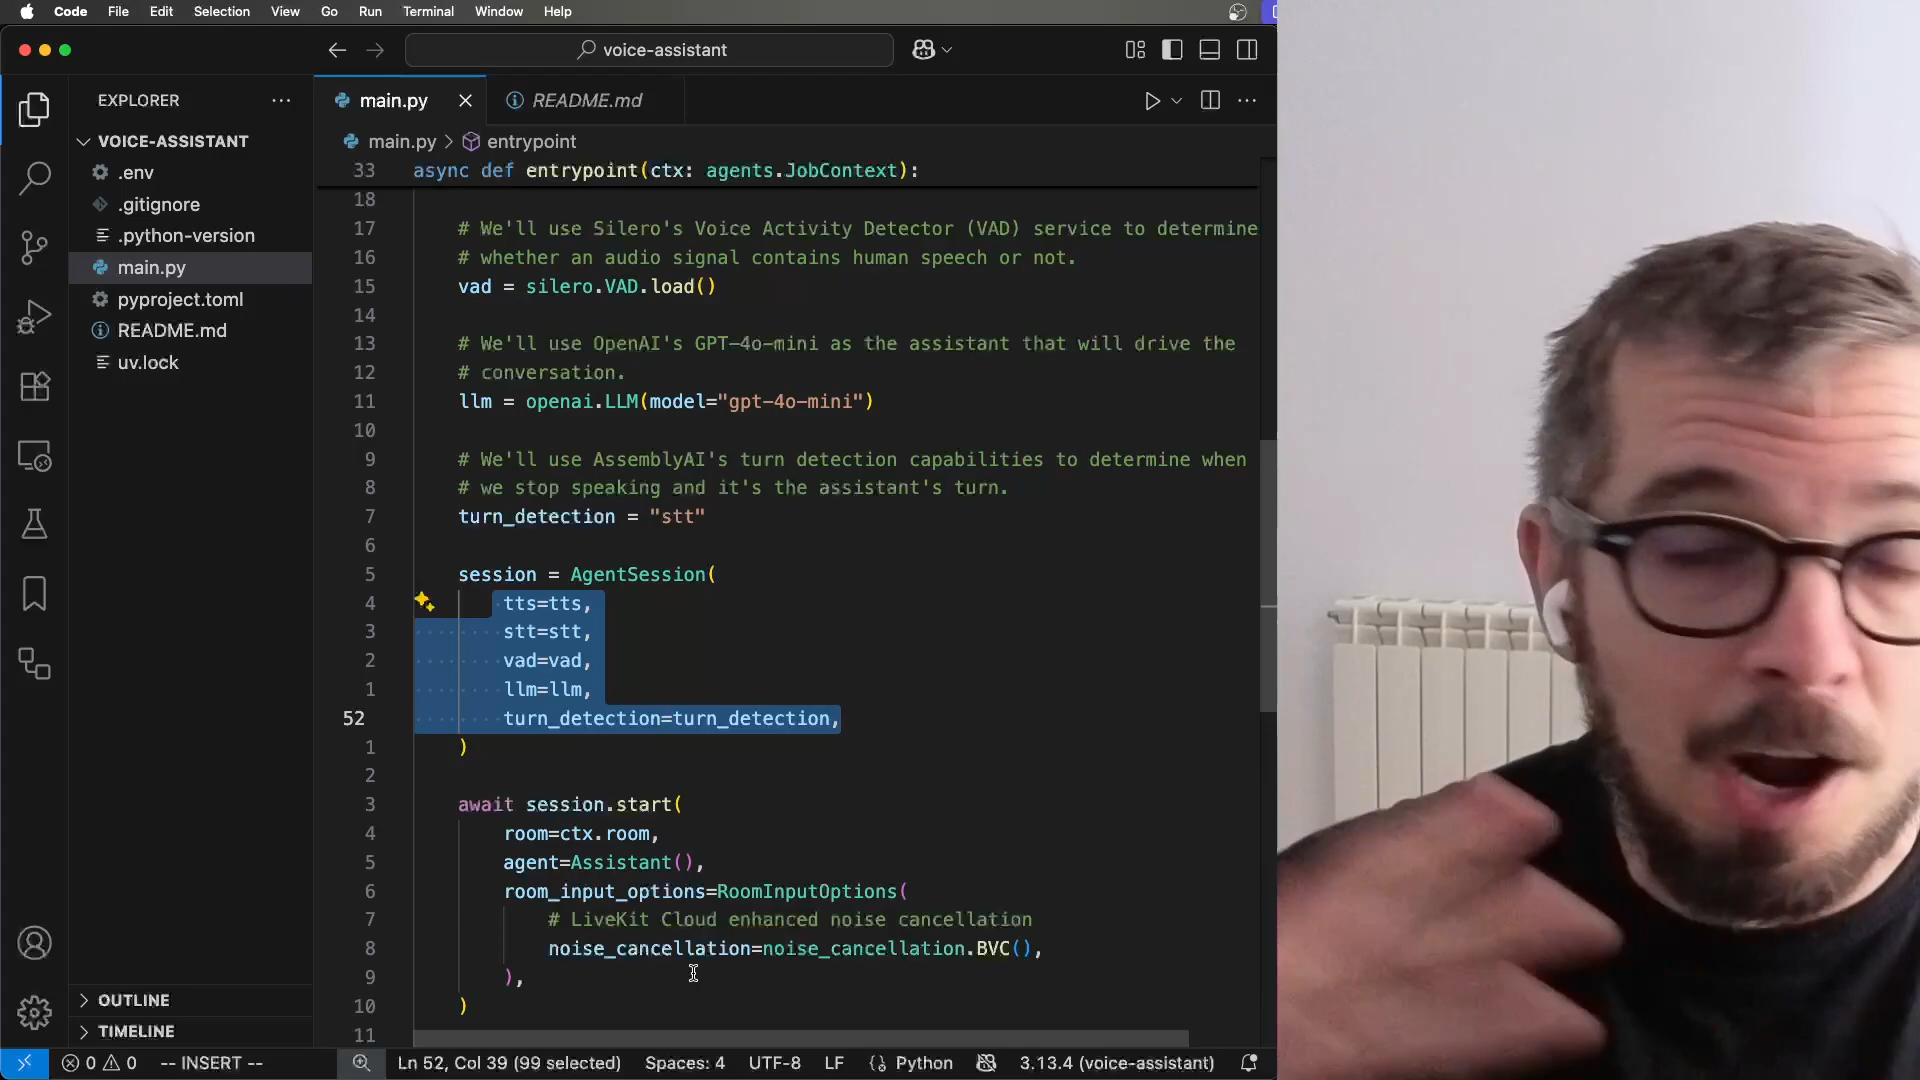 Code File Edit Selection View Go Run Terminal Window Help
voice-assistant
EXPLORER
main.py
README.md
VOICE-ASSISTANT
.env
.gitignore
.python-version
main.py
pyproject.toml
README.md
uv.lock
OUTLINE
TIMELINE
main.py > entrypoint
33 async def entrypoint(ctx: agents.JobContext):
18
17 # We'll use Silero's Voice Activity Detector (VAD) service to determine
16 # whether an audio signal contains human speech or not.
15 vad = silero.VAD.load()
14
13 # We'll use OpenAI's GPT-4o-mini as the assistant that will drive the
12 # conversation.
11 llm = openai.LLM(model="gpt-4o-mini")
10
9 # We'll use AssemblyAI's turn detection capabilities to determine when
8 # we stop speaking and it's the assistant's turn.
7 turn_detection = "stt"
6
5 session = AgentSession(
4 tts=tts,
3 stt=stt,
2 vad=vad,
1 llm=llm,
52 turn_detection=turn_detection,
1 )
2
3 await session.start(
4 room=ctx.room,
5 agent=Assistant(),
6 room_input_options=RoomInputOptions(
7 # LiveKit Cloud enhanced noise cancellation
8 noise_cancellation=noise_cancellation.BVC(),
9 ),
10 )
11
0 0 -- INSERT -- Ln 52, Col 39 (99 selected) Spaces: 4 UTF-8 LF {} Python 3.13.4 (voice-assistant)